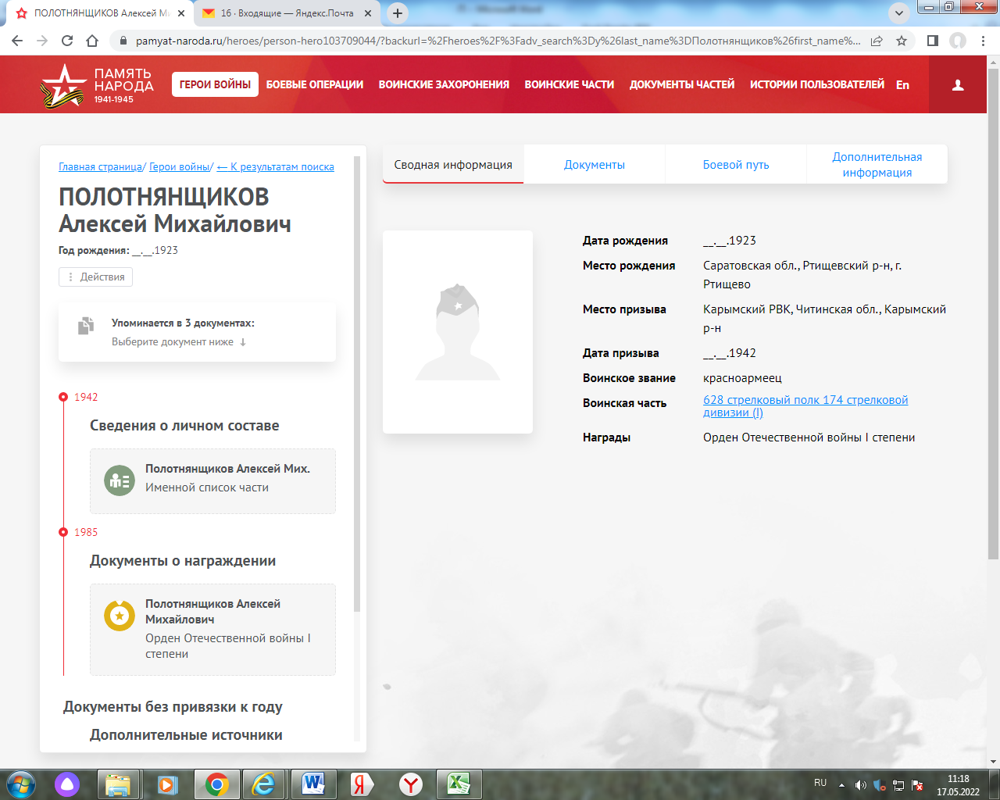 ПОЛОТНЯНЩИКОВ Алексей М
16 · Входящие — Яндекс.Почта
pamyat-naroda.ru/heroes/person-hero103709044/?backurl=%2Fheroes%2F%3Fadv_search%3Dy%26last_name%3DПолотнянщиков%26first_name%...
ПАМЯТЬ
НАРОДА
1941-1945
ГЕРОИ ВОЙНЫ
БОЕВЫЕ ОПЕРАЦИИ
ВОИНСКИЕ ЗАХОРОНЕНИЯ
ВОИНСКИЕ ЧАСТИ
ДОКУМЕНТЫ ЧАСТЕЙ
ИСТОРИИ ПОЛЬЗОВАТЕЛЕЙ
En
Главная страница/ Герои войны/ ← К результатам поиска
ПОЛОТНЯНЩИКОВ
Алексей Михайлович
Год рождения: __.__.1923
Действия
Упоминается в 3 документах:
Выберите документ ниже ↓
1942
Сведения о личном составе
Полотнянщиков Алексей Мих.
Именной список части
1985
Документы о награждении
Полотнянщиков Алексей
Михайлович
Орден Отечественной войны I
степени
Документы без привязки к году
Дополнительные источники
Сводная информация
Документы
Боевой путь
Дополнительная
информация
Дата рождения __.__.1923
Место рождения Саратовская обл., Ртищевский р-н, г.
Ртищево
Место призыва Карымский РВК, Читинская обл., Карымский
р-н
Дата призыва __.__.1942
Воинское звание красноармеец
Воинская часть 628 стрелковый полк 174 стрелковой
дивизии (I)
Награды Орден Отечественной войны I степени
RU
11:18
17.05.2022